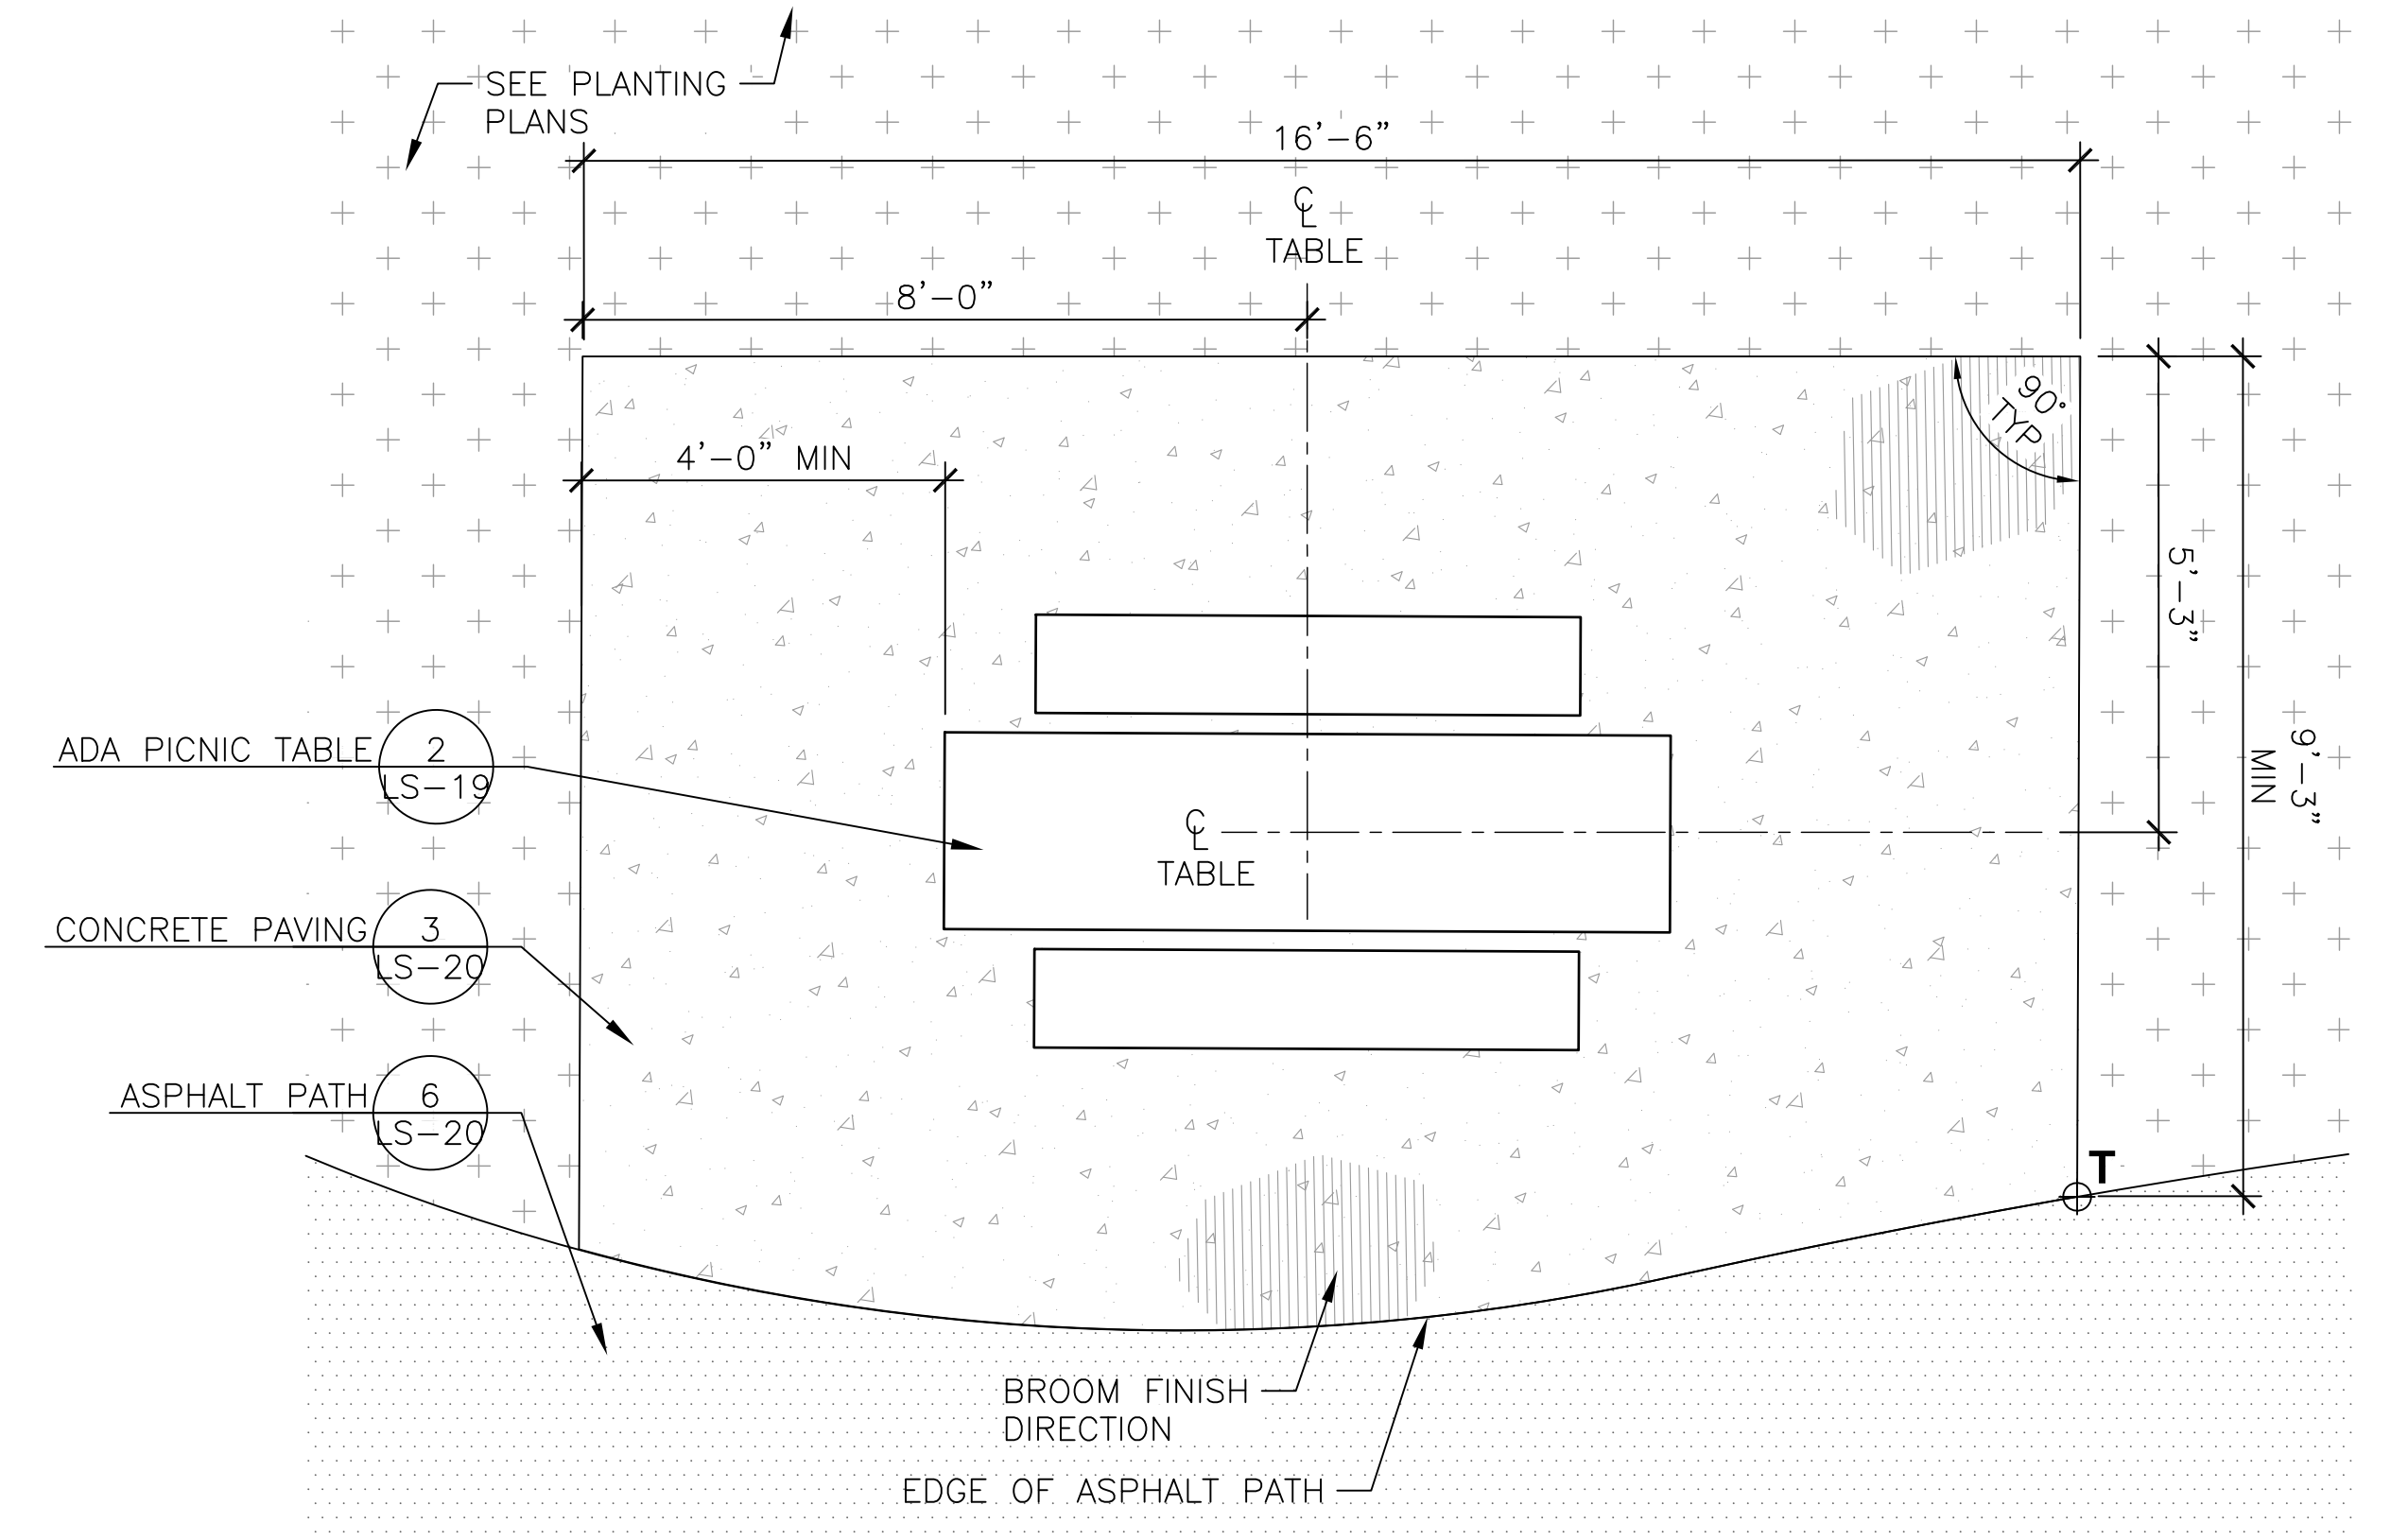 SEE PLANTING
PLANS
16'-6"
℄
TABLE
8'-0"
90°
TYP
4'-0" MIN
5'-3"
9'-3"
MIN
ADA PICNIC TABLE
2
LS-19
℄
TABLE
CONCRETE PAVING
3
LS-20
ASPHALT PATH
6
LS-20
T
BROOM FINISH
DIRECTION
EDGE OF ASPHALT PATH